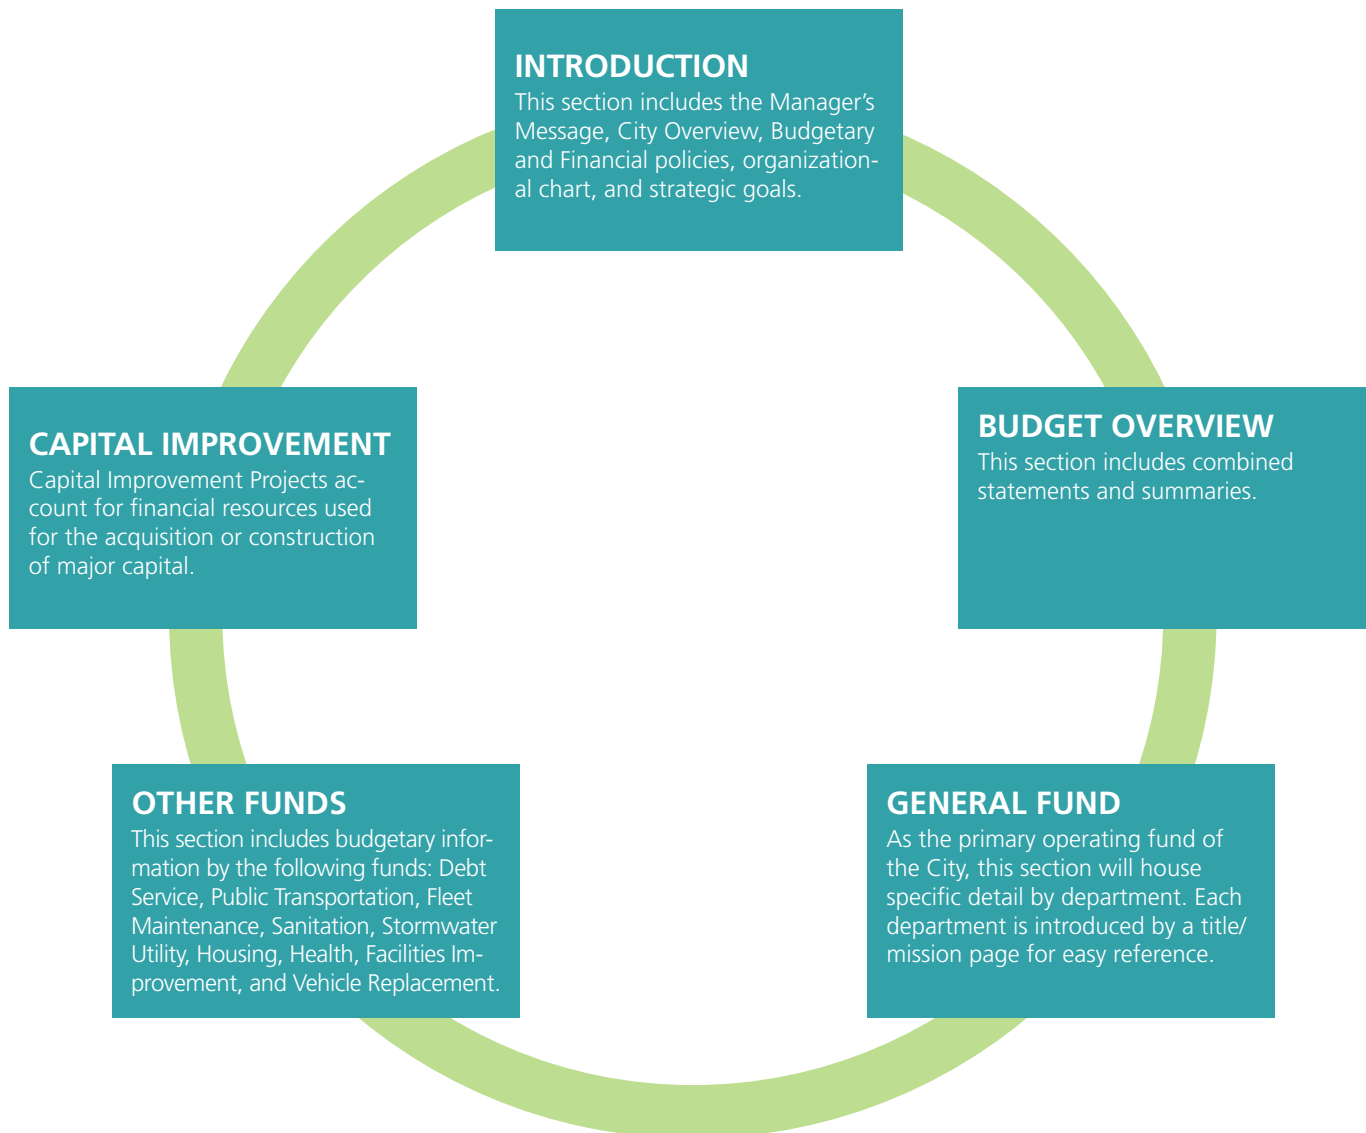 INTRODUCTION
This section includes the Manager’s
Message, City Overview, Budgetary
and Financial policies, organization-
al chart, and strategic goals.
BUDGET OVERVIEW
This section includes combined
statements and summaries.
GENERAL FUND
As the primary operating fund of
the City, this section will house
specific detail by department. Each
department is introduced by a title/
mission page for easy reference.
OTHER FUNDS
This section includes budgetary infor-
mation by the following funds: Debt
Service, Public Transportation, Fleet
Maintenance, Sanitation, Stormwater
Utility, Housing, Health, Facilities Im-
provement, and Vehicle Replacement.
CAPITAL IMPROVEMENT
Capital Improvement Projects ac-
count for financial resources used
for the acquisition or construction
of major capital.